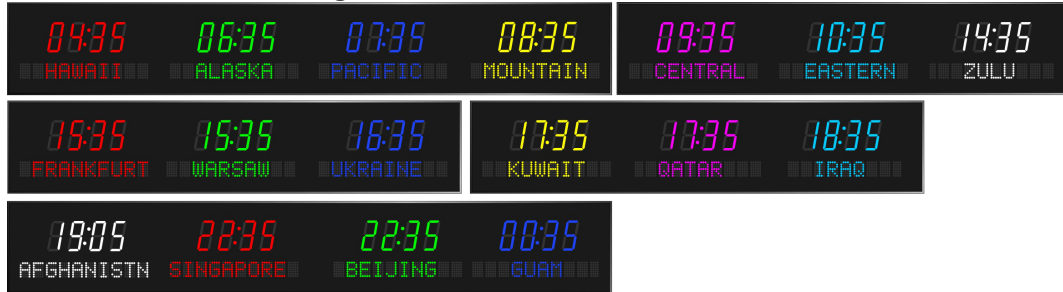 04:35 06:35 07:35 08:35 09:35 10:35 14:35
HAWAII ALASKA PACIFIC MOUNTAIN CENTRAL EASTERN ZULU
15:35 15:35 16:35 17:35 17:35 18:35
FRANKFURT WARSAW UKRAINE KUWAIT QATAR IRAQ
19:05 22:35 22:35 00:35
AFGHANISTN SINGAPORE BEIJING GUAM